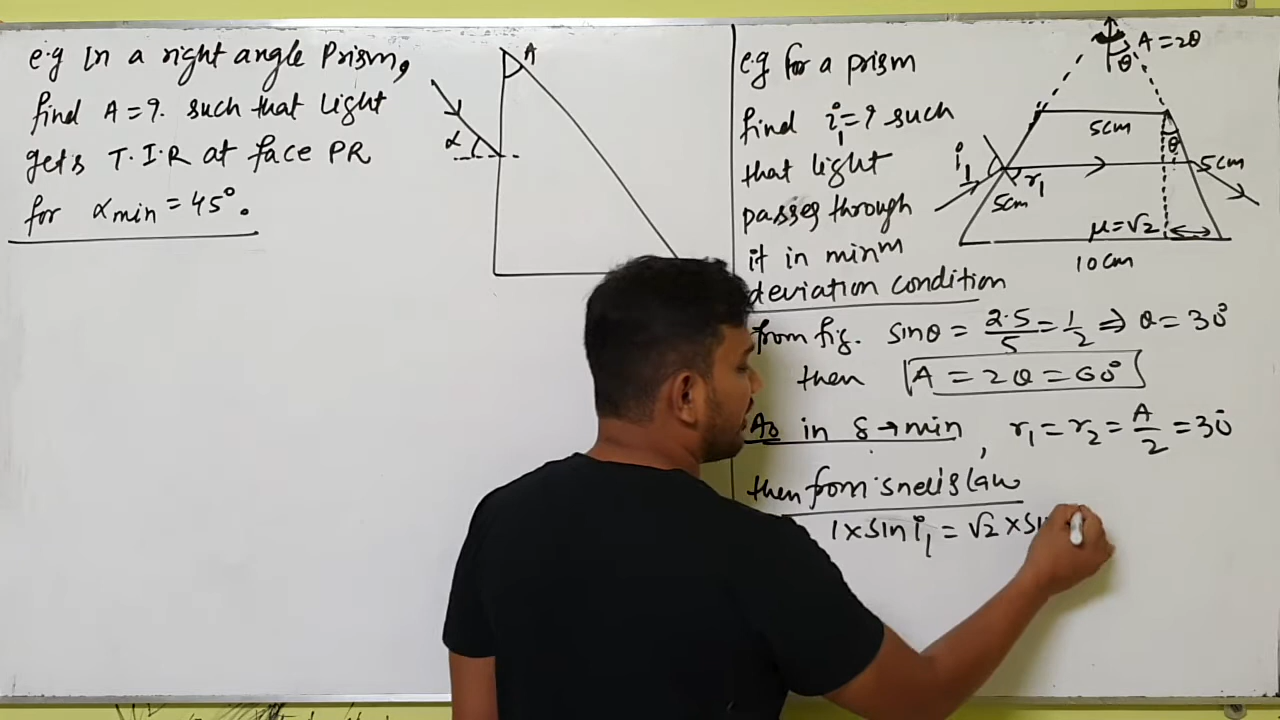 e.g In a right angle Prism,
find A = ?. such that light
gets T.I.R at face PR
for αmin = 45°.
A
α
e.g for a prism
find i₁ = ? such
that light
passes through
it in minᵐ
deviation condition
A = 2θ
θ
5cm
θ
i₁
r₁
5cm
5cm
μ = √2
10cm
from fig. sinθ = 2.5/5 = 1/2 ⇒ θ = 30°
then A = 2θ = 60°
As in δ → min, r₁ = r₂ = A/2 = 30°
then from snell's law
1 × sin i₁ = √2 × si